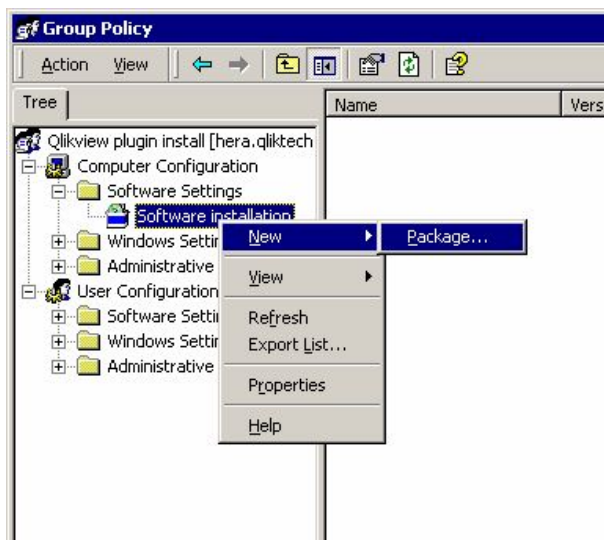 Group Policy
Action View
Tree
Name Vers
Qlikview plugin install [hera.qliktech
Computer Configuration
Software Settings
Software installation
Windows Settin
Administrative
User Configuration
Software Settin
Windows Settin
Administrative
New
Package...
View
Refresh
Export List...
Properties
Help